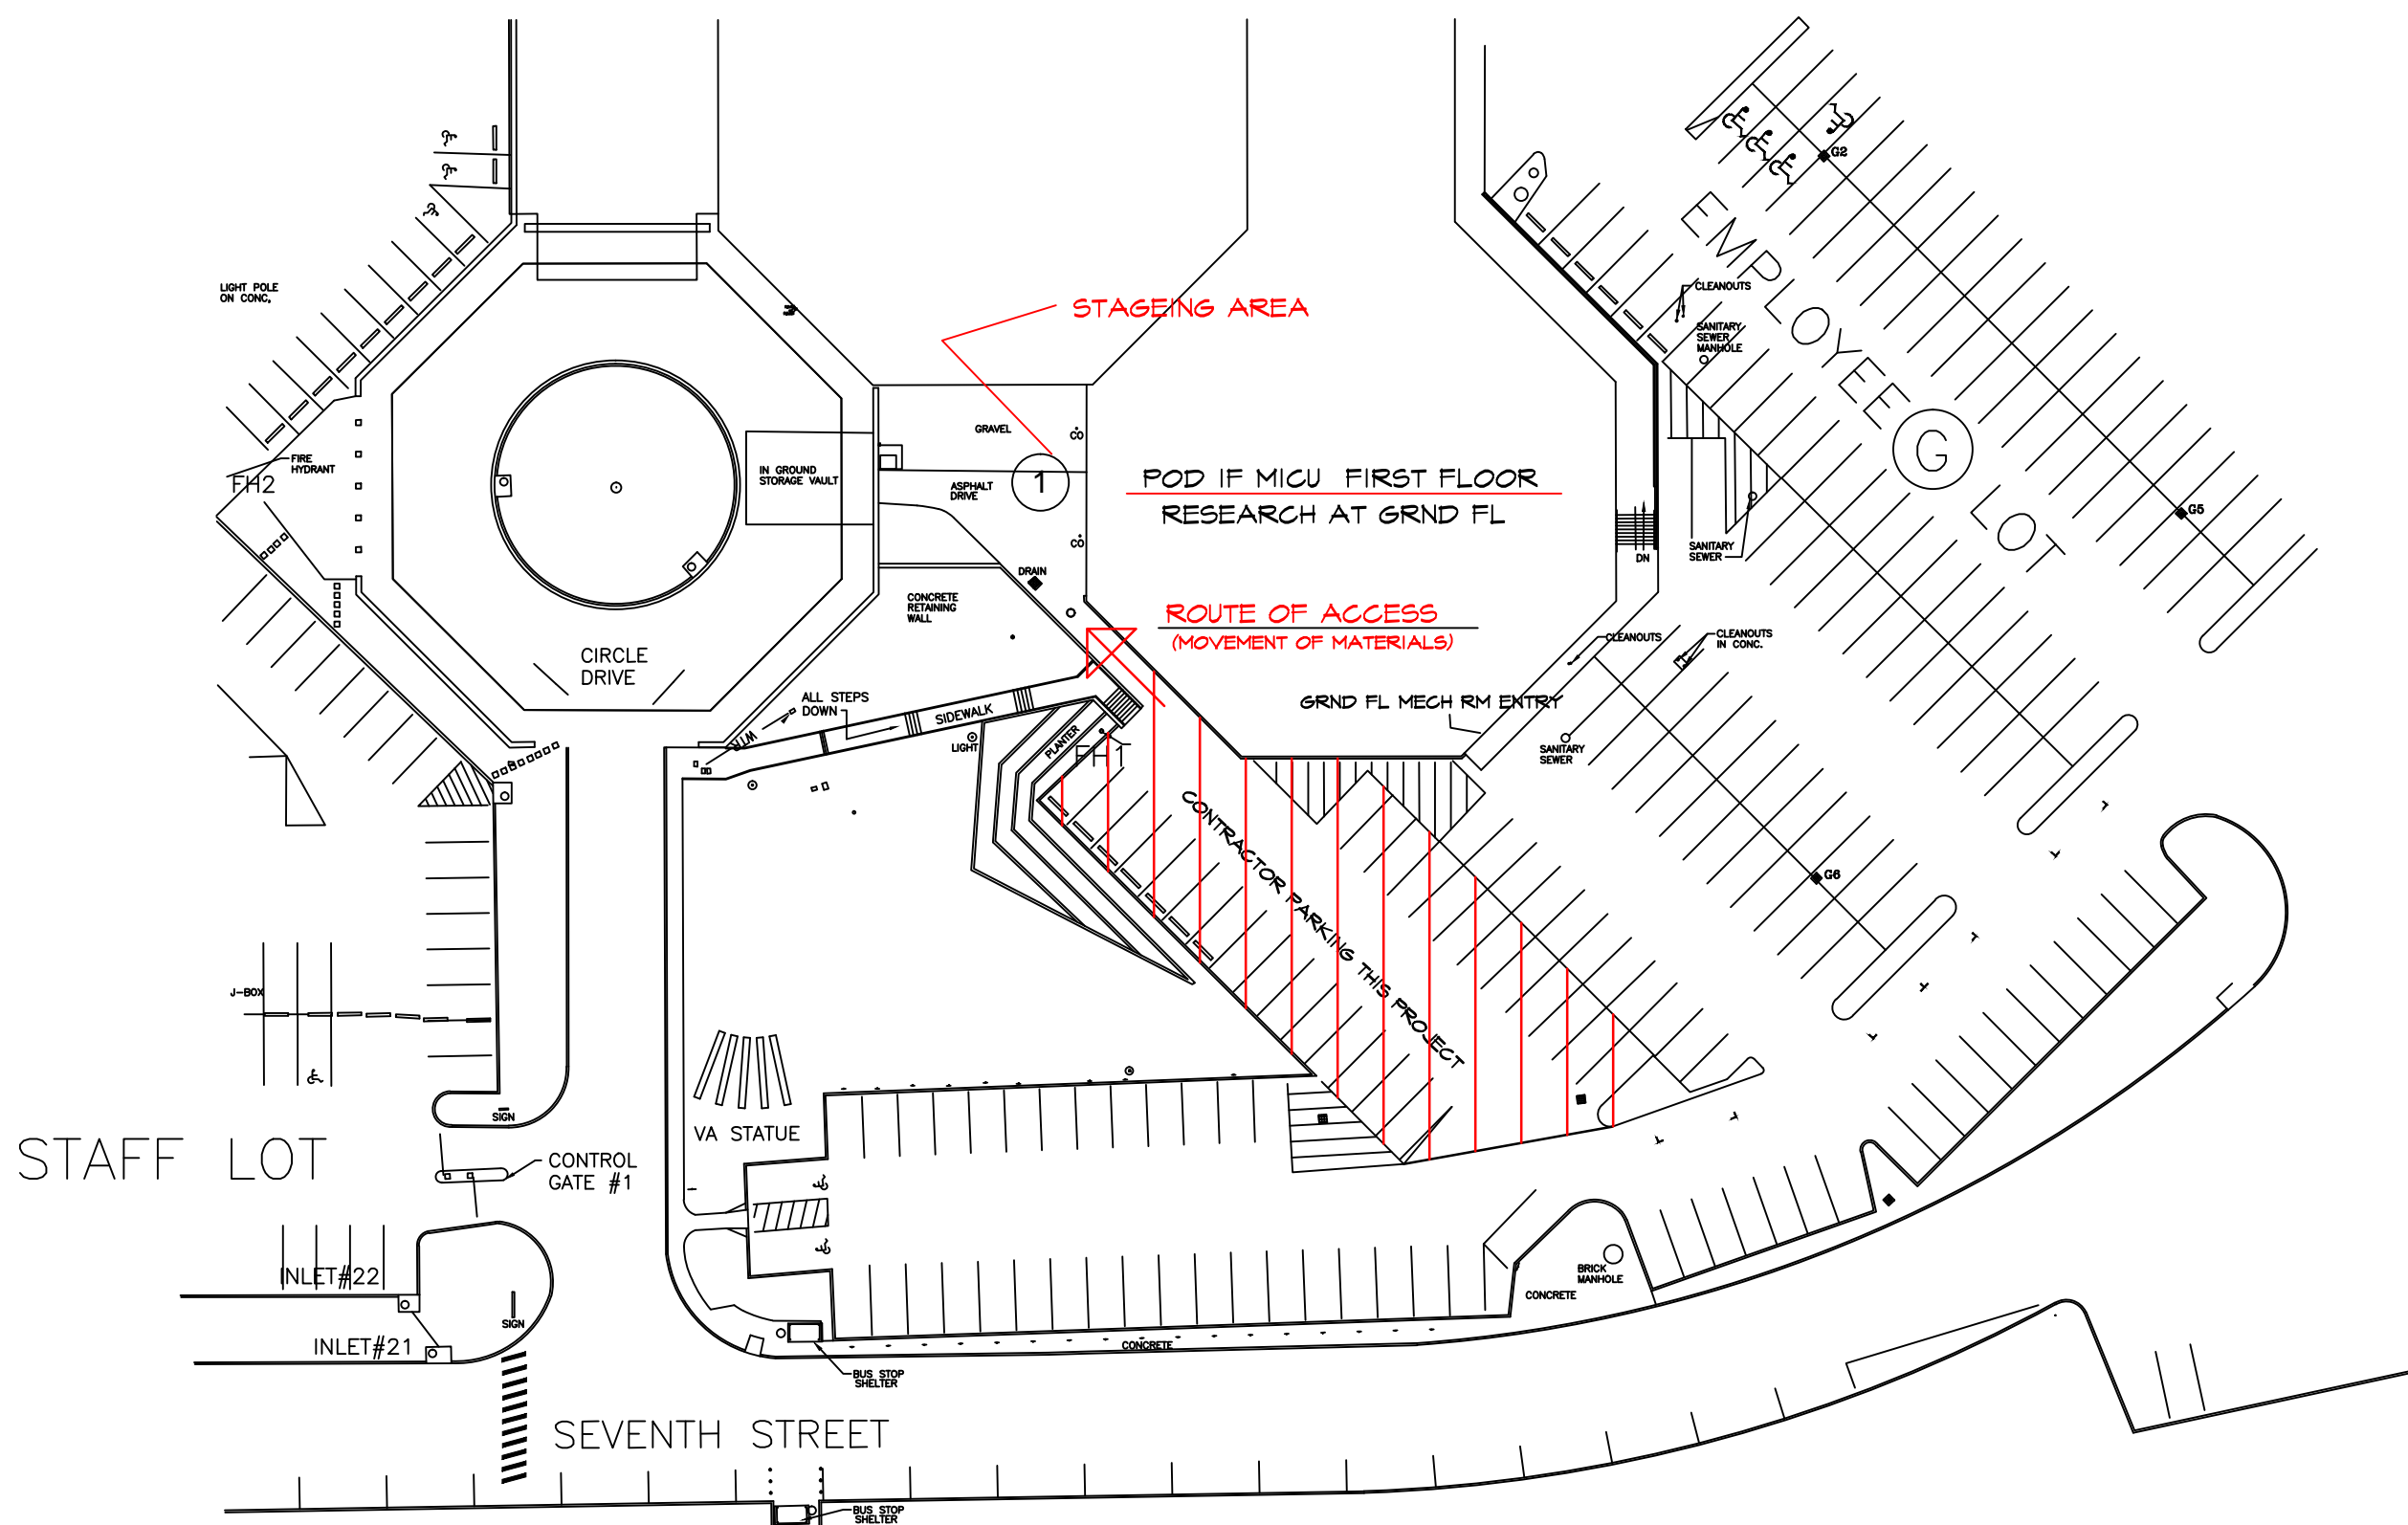 G2
EMPLOYEE G LOT
LIGHT POLE
ON CONC.
STAGEING AREA
CLEANOUTS
SANITARY
SEWER
MANHOLE
GRAVEL
CO
FIRE
HYDRANT
FH2
IN GROUND
STORAGE VAULT
ASPHALT
DRIVE
1
POD IF MICU FIRST FLOOR
RESEARCH AT GRND FL
G5
CO
SANITARY
SEWER
DN
DRAIN
CONCRETE
RETAINING
WALL
ROUTE OF ACCESS
(MOVEMENT OF MATERIALS)
CLEANOUTS
CLEANOUTS
IN CONC.
CIRCLE
DRIVE
ALL STEPS
DOWN
SIDEWALK
GRND FL MECH RM ENTRY
WTR
LIGHT
PLANTER
FH1
SANITARY
SEWER
CONTRACTOR PARKING THIS PROJECT
G6
J-BOX
SIGN
VA STATUE
STAFF LOT
CONTROL
GATE #1
INLET#22
BRICK
MANHOLE
CONCRETE
SIGN
INLET#21
CONCRETE
BUS STOP
SHELTER
SEVENTH STREET
BUS STOP
SHELTER